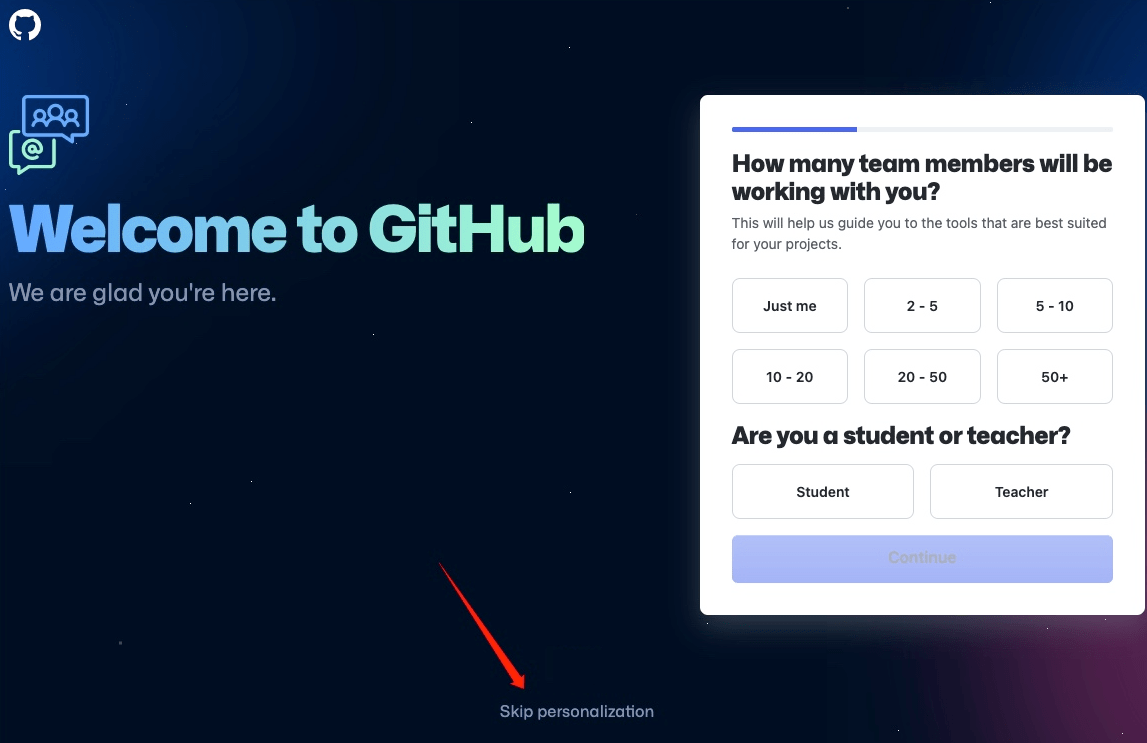 Welcome to GitHub
We are glad you're here.
How many team members will be
working with you?
This will help us guide you to the tools that are best suited
for your projects.
Just me
2 - 5
5 - 10
10 - 20
20 - 50
50+
Are you a student or teacher?
Student
Teacher
Continue
Skip personalization